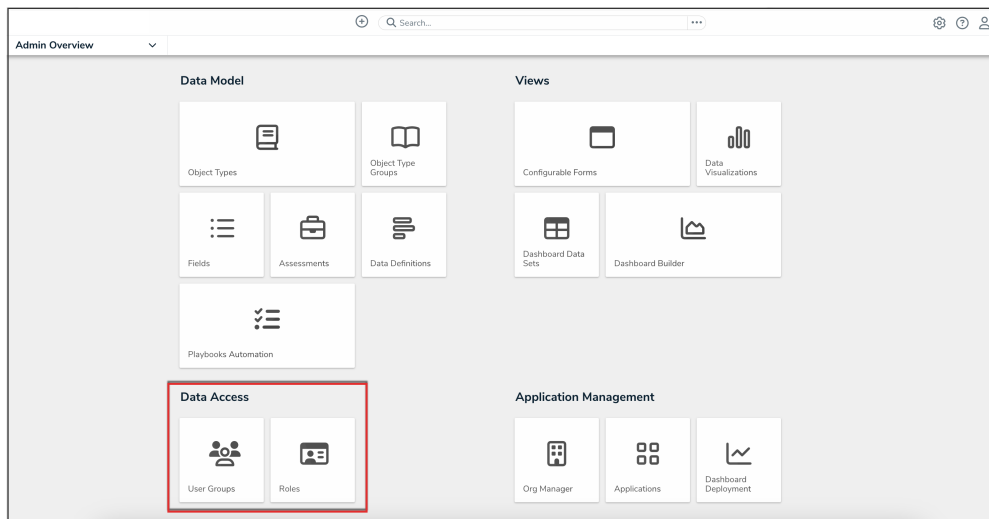 Search...
Admin Overview
Data Model
Views
Object Types
Object Type
Groups
Configurable Forms
Data
Visualizations
Fields
Assessments
Data Definitions
Dashboard Data
Sets
Dashboard Builder
Playbooks Automation
Data Access
Application Management
User Groups
Roles
Org Manager
Applications
Dashboard
Deployment